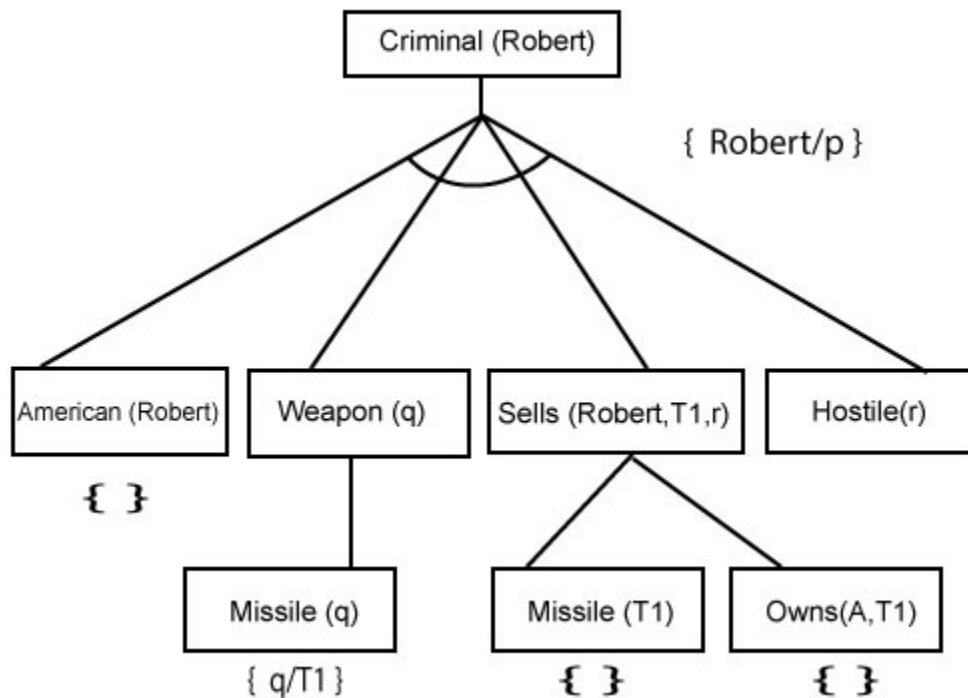 Criminal (Robert)
{ Robert/p }
American (Robert)
Weapon (q)
Sells (Robert,T1,r)
Hostile(r)
{ }
Missile (q)
Missile (T1)
Owns(A,T1)
{ q/T1 }
{ }
{ }